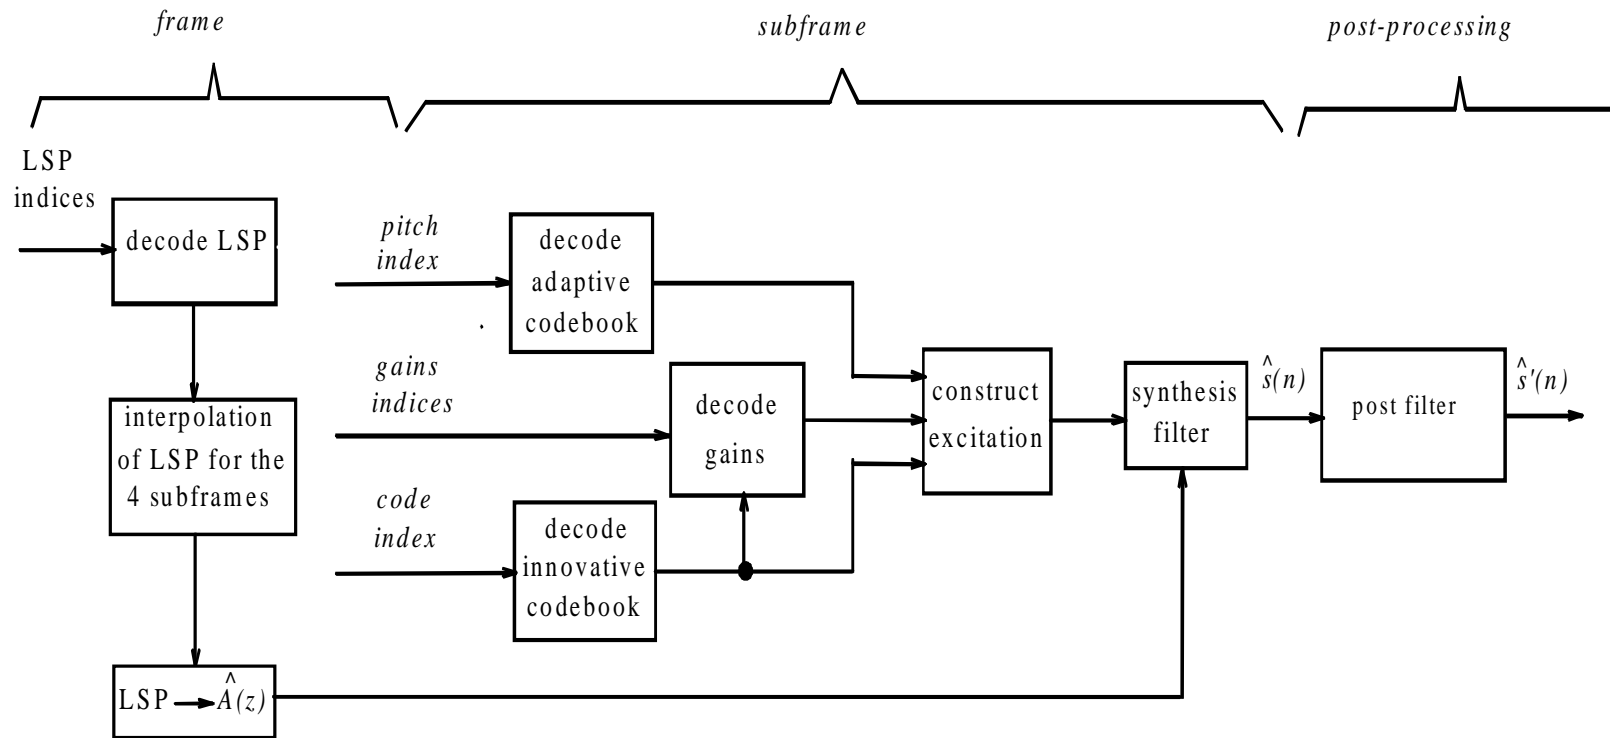 frame
subframe
post-processing
LSP
indices
decode LSP
interpolation
of LSP for the
4 subframes
LSP → Â(z)
pitch
index
decode
adaptive
codebook
gains
indices
decode
gains
code
index
decode
innovative
codebook
construct
excitation
synthesis
filter
ŝ(n)
post filter
ŝ'(n)